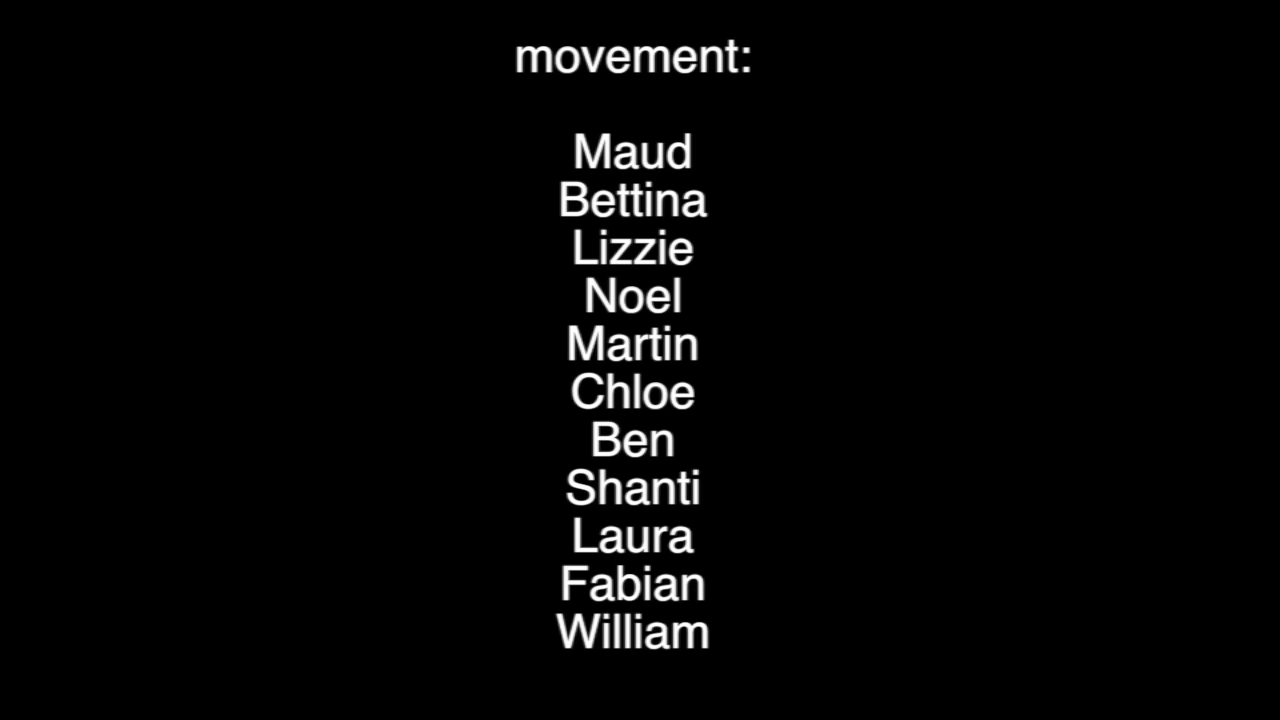 movement:
Maud
Bettina
Lizzie
Noel
Martin
Chloe
Ben
Shanti
Laura
Fabian
William